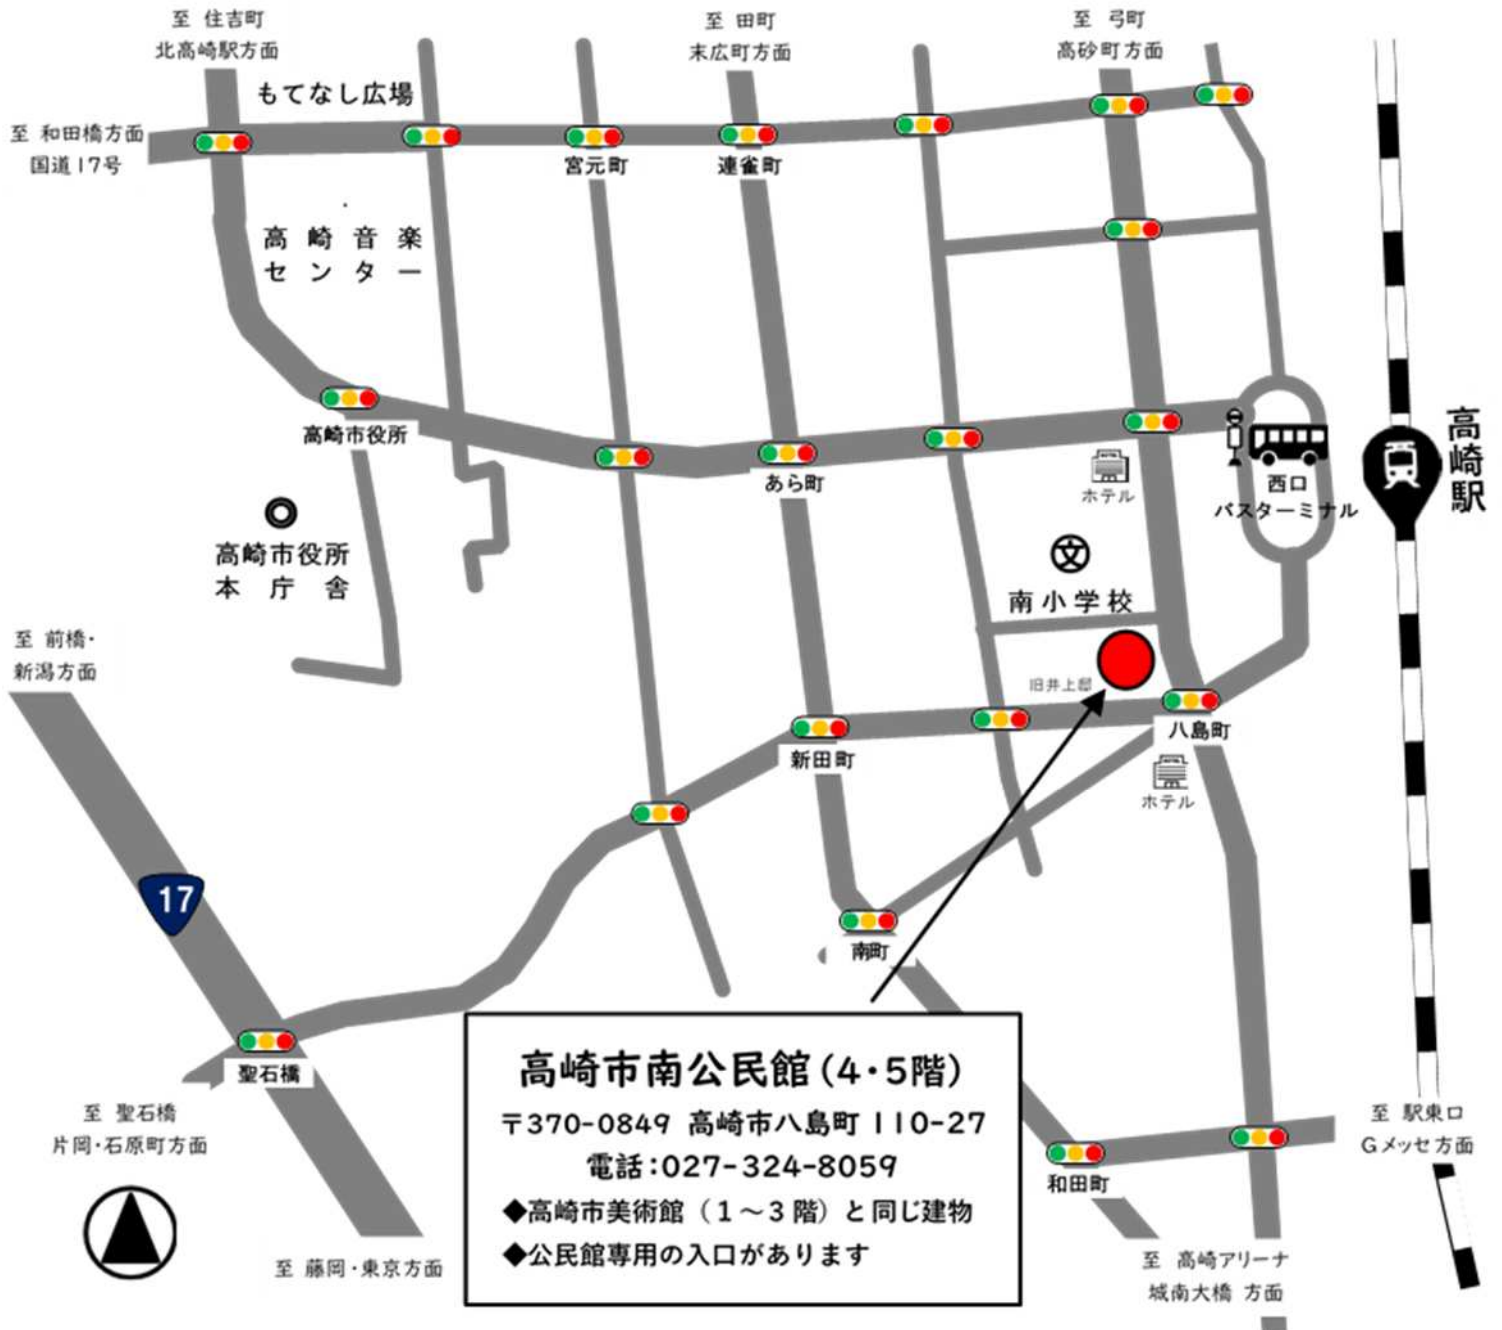 至 住吉町
北高崎駅方面
至 田町
末広町方面
至 弓町
高砂町方面
もてなし広場
至 和田橋方面
国道17号
宮元町
連雀町
高崎音楽
センター
高崎市役所
あら町
ホテル
西口
バスターミナル
高崎駅
文
南小学校
高崎市役所
本庁舎
至 前橋・
新潟方面
旧井上邸
八島町
新田町
ホテル
17
南町
聖石橋
高崎市南公民館(4・5階)
〒370-0849 高崎市八島町110-27
電話:027-324-8059
◆高崎市美術館(1~3階)と同じ建物
◆公民館専用の入口があります
至 聖石橋
片岡・石原町方面
至 駅東口
Gメッセ方面
和田町
至 藤岡・東京方面
至 高崎アリーナ
城南大橋 方面